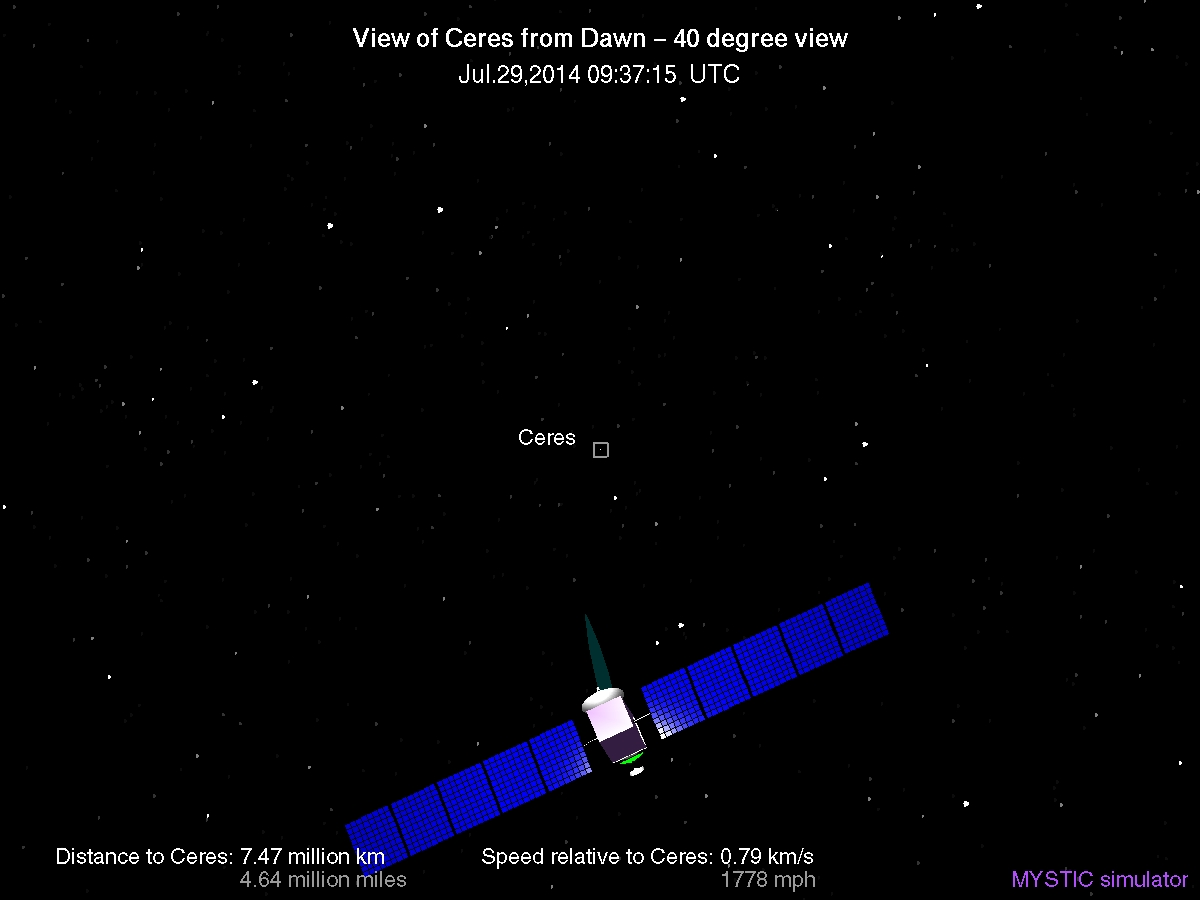 View of Ceres from Dawn – 40 degree view
Jul.29,2014 09:37:15 UTC
Ceres
Distance to Ceres: 7.47 million km
4.64 million miles
Speed relative to Ceres: 0.79 km/s
1778 mph
MYSTIC simulator